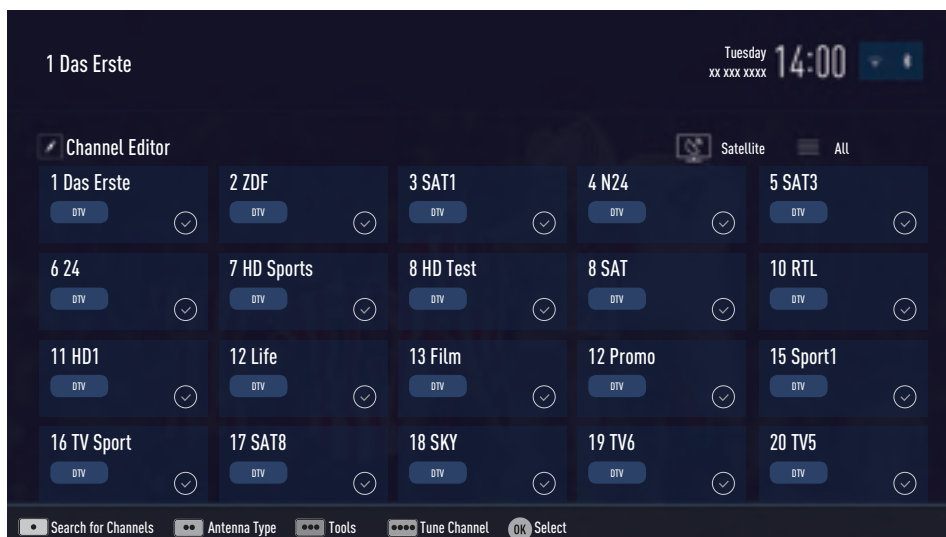 1 Das Erste
Tuesday
xx xxx xxxx
14:00
Channel Editor
Satellite
All
1 Das Erste
2 ZDF
3 SAT1
4 N24
5 SAT3
DTV
DTV
DTV
DTV
DTV
6 24
7 HD Sports
8 HD Test
8 SAT
10 RTL
DTV
DTV
DTV
DTV
DTV
11 HD1
12 Life
13 Film
12 Promo
15 Sport1
DTV
DTV
DTV
DTV
DTV
16 TV Sport
17 SAT8
18 SKY
19 TV6
20 TV5
DTV
DTV
DTV
DTV
DTV
Search for Channels
Antenna Type
Tools
Tune Channel
OK Select